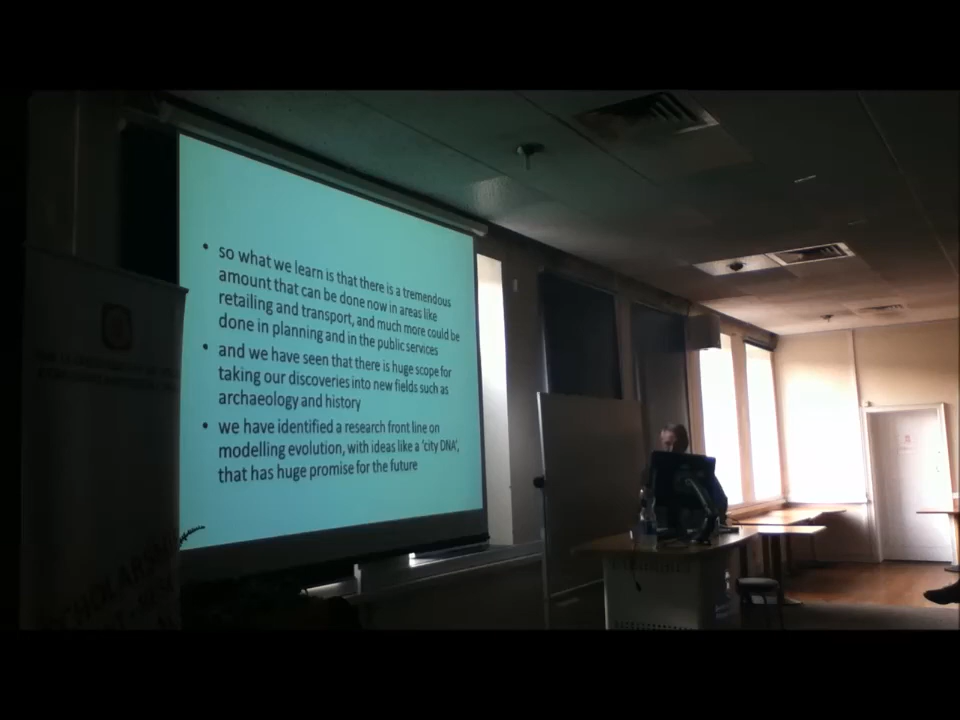 • so what we learn is that there is a tremendous
amount that can be done now in areas like
retailing and transport, and much more could be
done in planning and in the public services
• and we have seen that there is huge scope for
taking our discoveries into new fields such as
archaeology and history
• we have identified a research front line on
modelling evolution, with ideas like a 'city DNA',
that has huge promise for the future